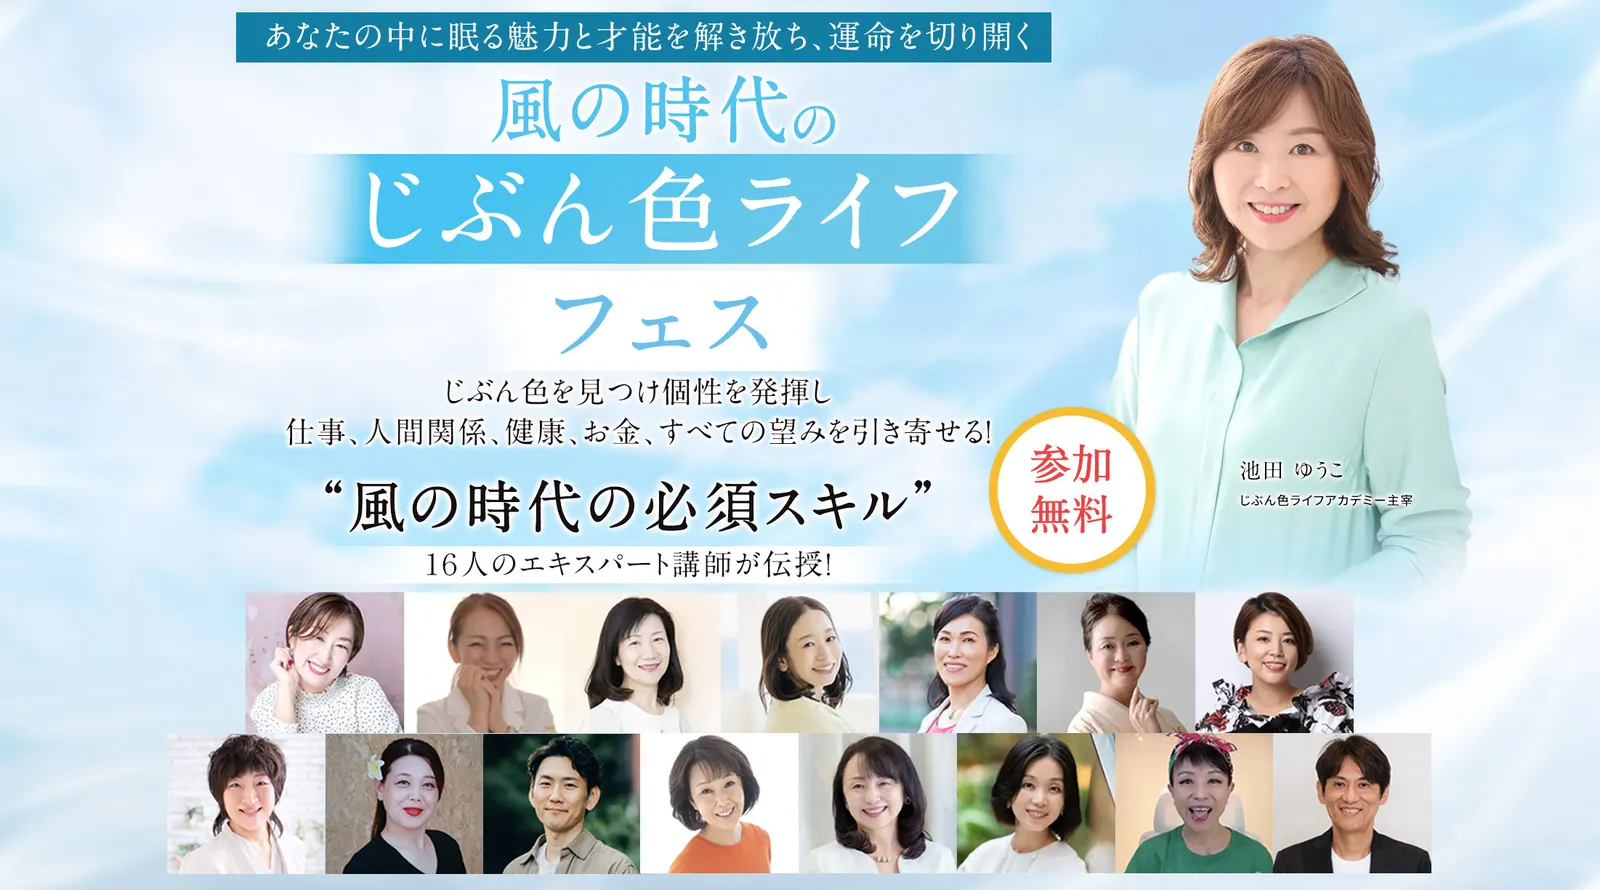 あなたの中に眠る魅力と才能を解き放ち、運命を切り開く
風の時代の
じぶん色ライフ
フェス
じぶん色を見つけ個性を発揮し
仕事、人間関係、健康、お金、すべての望みを引き寄せる!
“風の時代の必須スキル”
16人のエキスパート講師が伝授!
参加
無料
池田 ゆうこ
じぶん色ライフアカデミー主宰